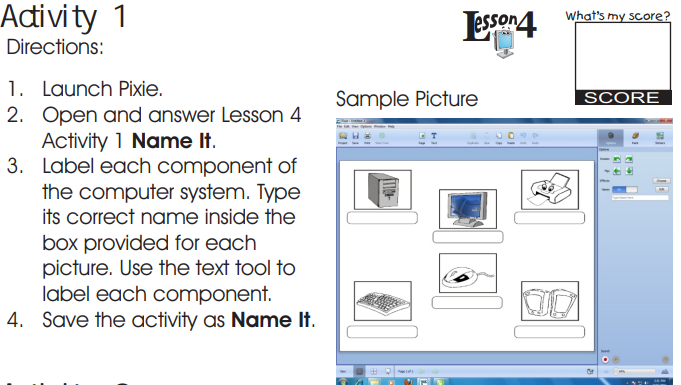 Activity 1
Directions:
1. Launch Pixie.
2. Open and answer Lesson 4
Activity 1 Name It.
3. Label each component of
the computer system. Type
its correct name inside the
box provided for each
picture. Use the text tool to
label each component.
4. Save the activity as Name It.
Lesson 4
What's my score?
SCORE
Sample Picture